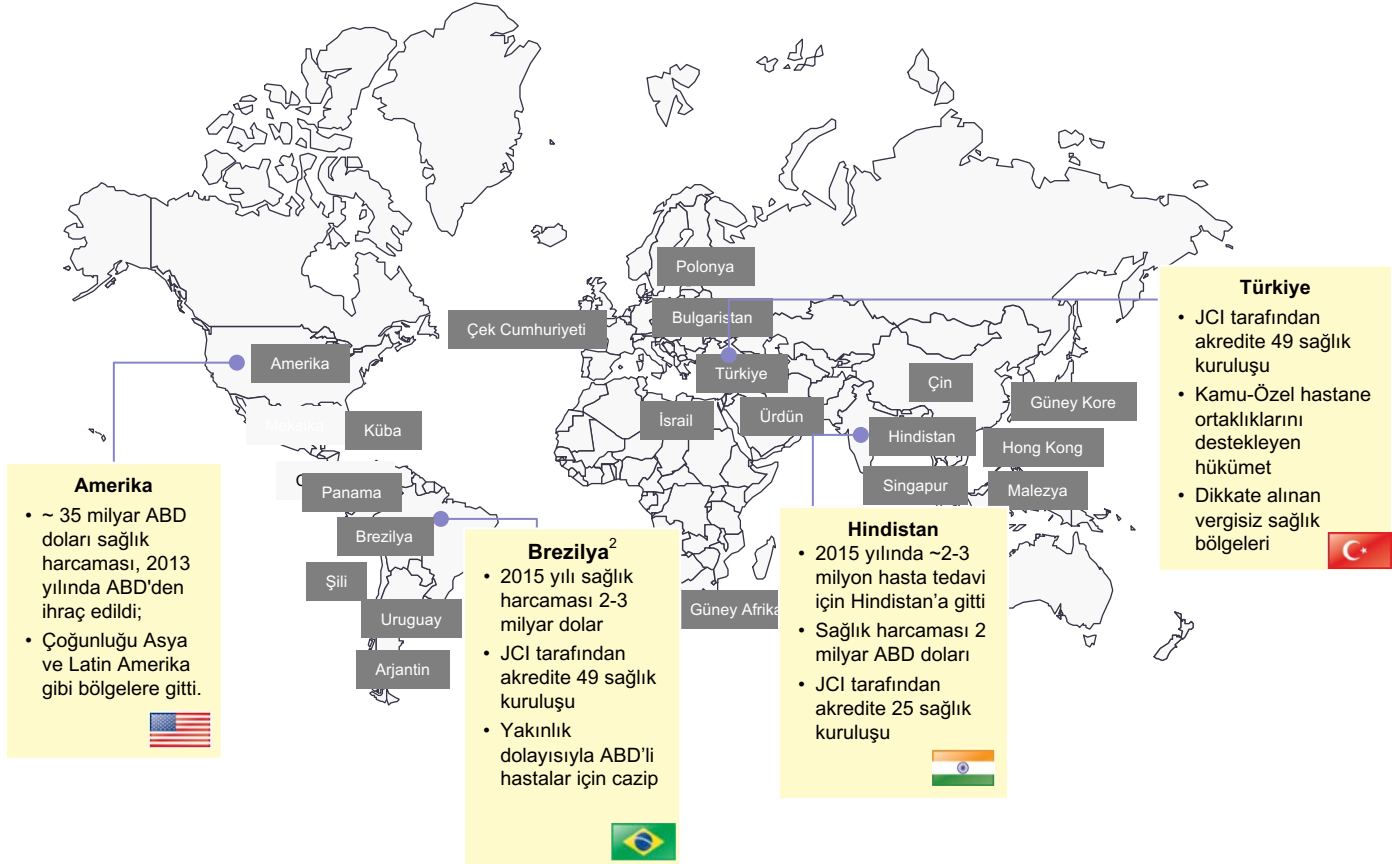 Polonya
Çek Cumhuriyeti
Bulgaristan
Amerika
Türkiye
Çin
Güney Kore
Meksika
Küba
İsrail
Ürdün
Hindistan
Hong Kong
Panama
Singapur
Malezya
Brezilya
Şili
Uruguay
Güney Afrika
Arjantin
Amerika
• ~ 35 milyar ABD
doları sağlık
harcaması, 2013
yılında ABD'den
ihraç edildi;
• Çoğunluğu Asya
ve Latin Amerika
gibi bölgelere gitti.
Brezilya2
• 2015 yılı sağlık
harcaması 2-3
milyar dolar
• JCI tarafından
akredite 49 sağlık
kuruluşu
• Yakınlık
dolayısıyla ABD’li
hastalar için cazip
Hindistan
• 2015 yılında ~2-3
milyon hasta tedavi
için Hindistan’a gitti
• Sağlık harcaması 2
milyar ABD doları
• JCI tarafından
akredite 25 sağlık
kuruluşu
Türkiye
• JCI tarafından
akredite 49 sağlık
kuruluşu
• Kamu-Özel hastane
ortaklıklarını
destekleyen
hükümet
• Dikkate alınan
vergisiz sağlık
bölgeleri